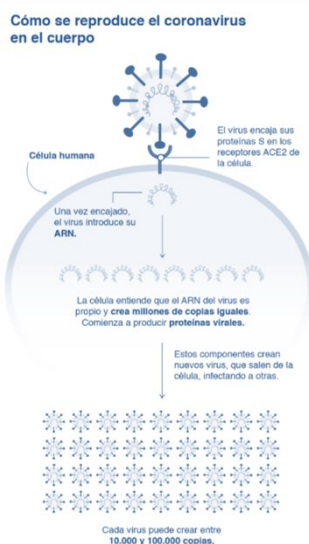 Cómo se reproduce el coronavirus
en el cuerpo
El virus encaja sus
proteínas S en los
receptores ACE2 de
la célula.
Célula humana
Una vez encajado,
el virus introduce su
ARN.
La célula entiende que el ARN del virus es
propio y crea millones de copias iguales.
Comienza a producir proteínas virales.
Estos componentes crean
nuevos virus, que salen de la
célula, infectando a otras.
Cada virus puede crear entre
10.000 y 100.000 copias.